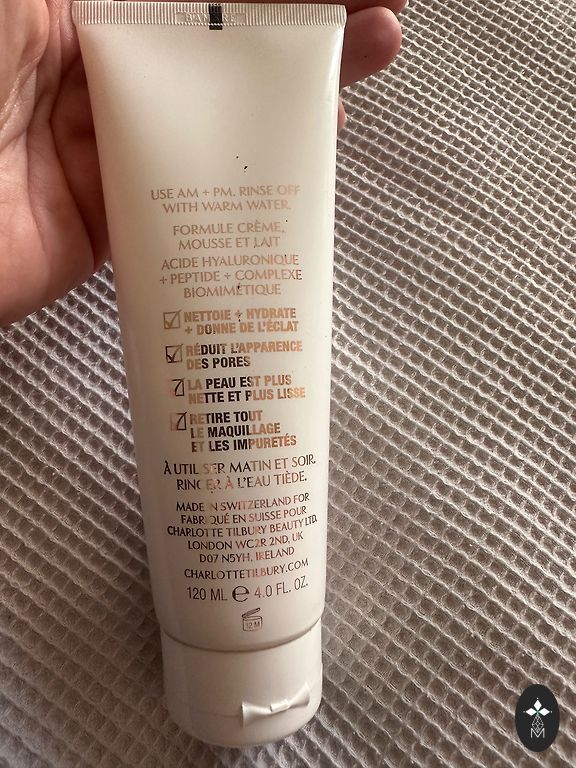 USE AM + PM. RINSE OFF
WITH WARM WATER.
FORMULE CRÈME,
MOUSSE ET LAIT
ACIDE HYALURONIQUE
+ PEPTIDE + COMPLEXE
BIOMIMÉTIQUE
NETTOIE + HYDRATE
+ DONNE DE L'ÉCLAT
RÉDUIT L'APPARENCE
DES PORES
LA PEAU EST PLUS
NETTE ET PLUS LISSE
RETIRE TOUT
LE MAQUILLAGE
ET LES IMPURETÉS
À UTILISER MATIN ET SOIR.
RINCER À L'EAU TIÈDE.
MADE IN SWITZERLAND FOR
FABRIQUÉ EN SUISSE POUR
CHARLOTTE TILBURY BEAUTY LTD.
LONDON WC2R 2ND, UK
D07 N5YH, IRELAND
CHARLOTTETILBURY.COM
120 ML ℮ 4.0 FL. OZ.
12 M